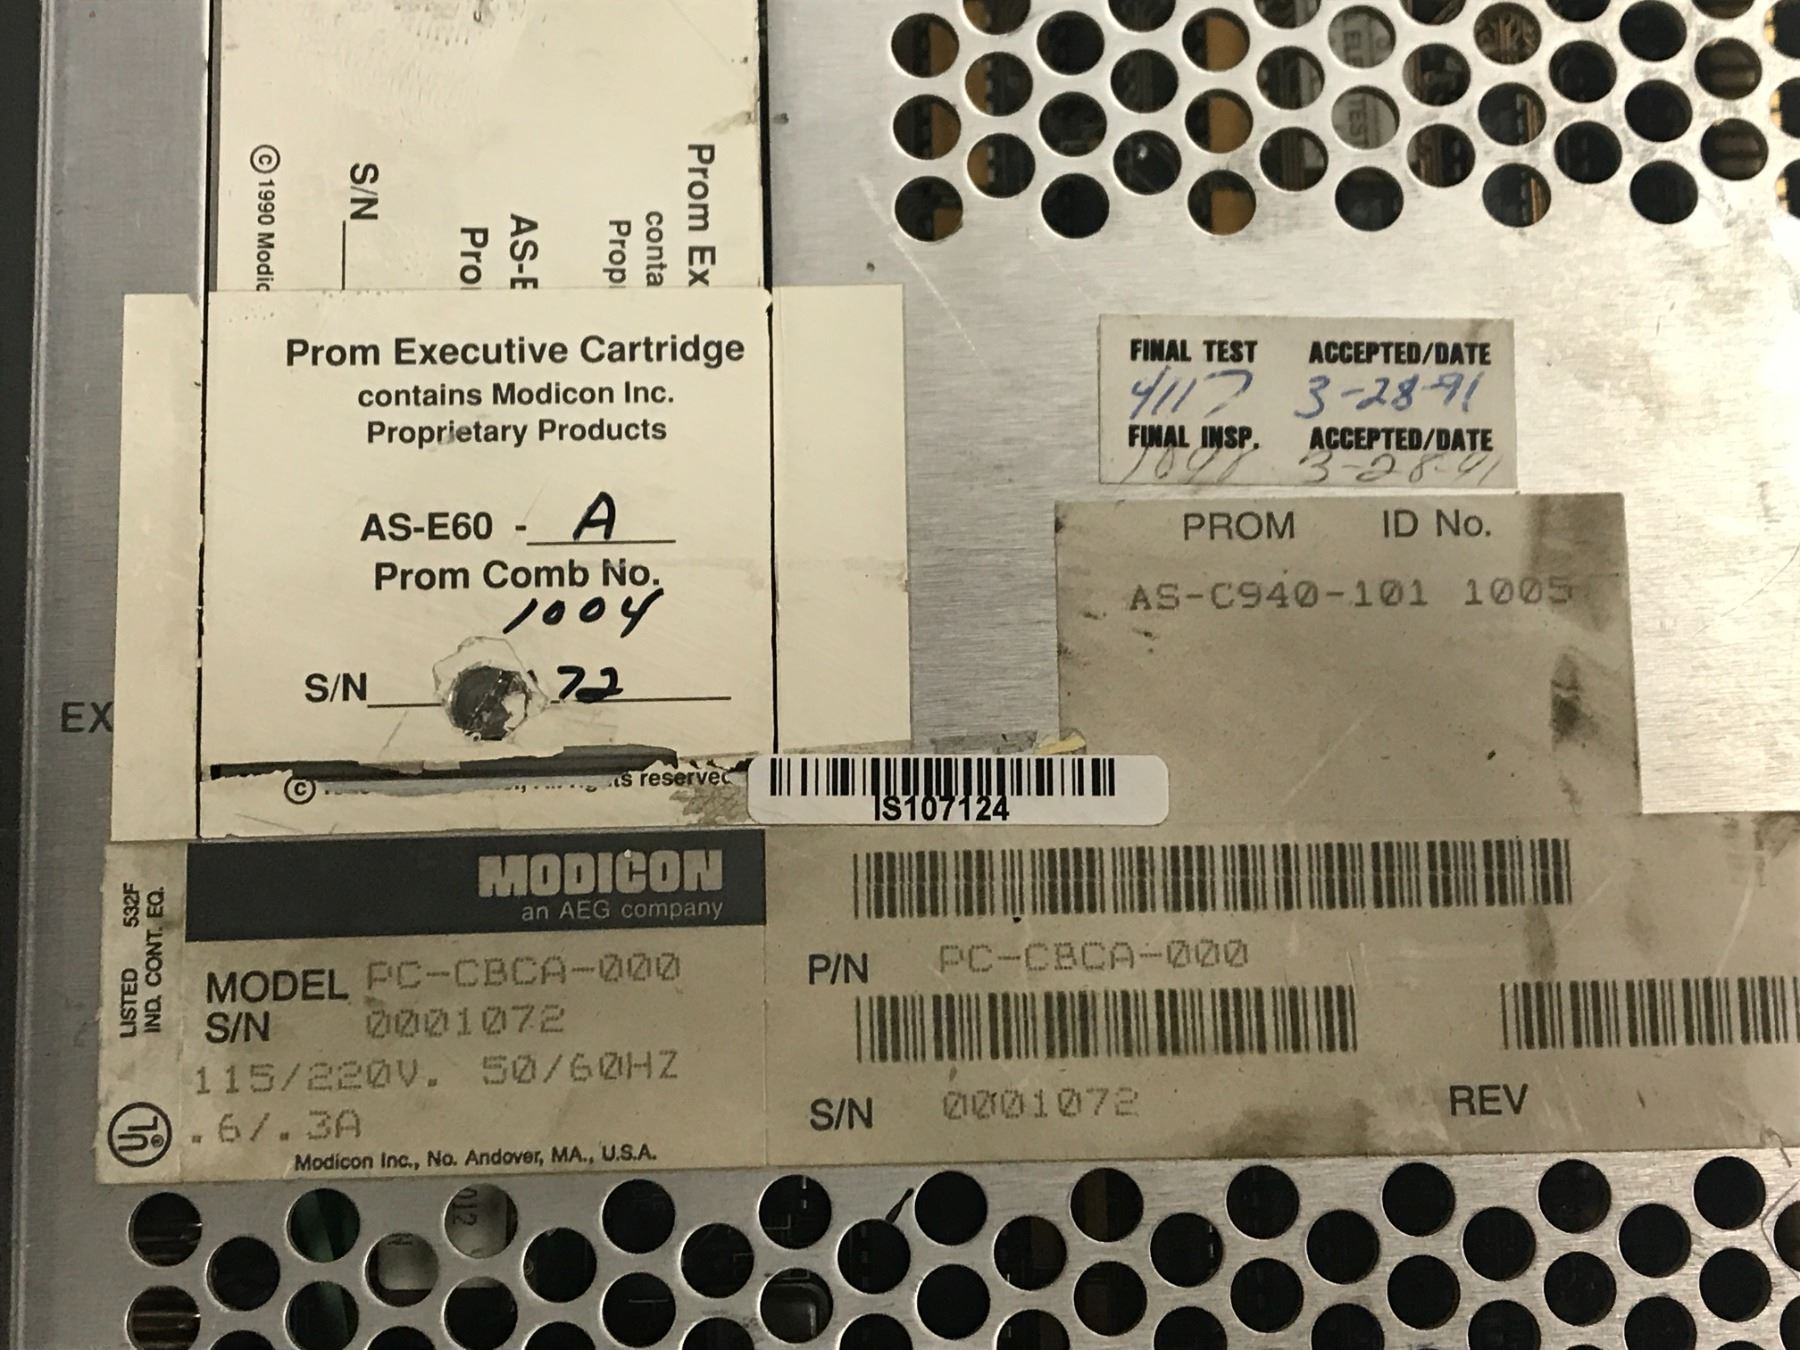 Prom Ex
conta
Prop
AS-E
Pro
S/N
© 1990 Modic
Prom Executive Cartridge
contains Modicon Inc.
Proprietary Products
AS-E60 - A
Prom Comb No.
1004
S/N 72
©
reserved
EX
FINAL TEST ACCEPTED/DATE
4117 3-28-91
FINAL INSP. ACCEPTED/DATE
3-28-91
PROM ID No.
AS-C940-101 1005
IS107124
LISTED 532F
IND. CONT. EQ.
UL
MODICON
an AEG company
MODEL PC-CBCA-000
S/N 0001072
115/220V. 50/60HZ
.6/.3A
Modicon Inc., No. Andover, MA., U.S.A.
P/N PC-CBCA-000
S/N 0001072 REV